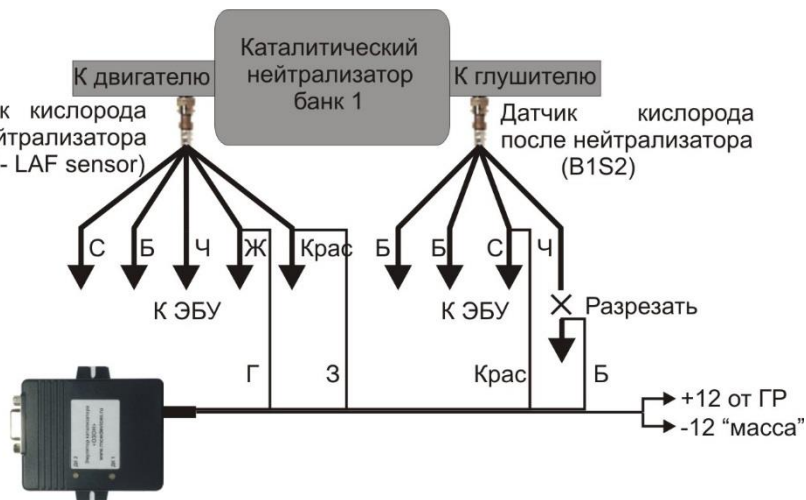 Каталитический
нейтрализатор
банк 1
К двигателю
К глушителю
к кислорода
йтрализатора
- LAF sensor)
Датчик кислорода
после нейтрализатора
(B1S2)
С Б Ч Ж Крас
Б Б С Ч
К ЭБУ
К ЭБУ
Разрезать
Г З Крас Б
+12 от ГР
-12 “масса”